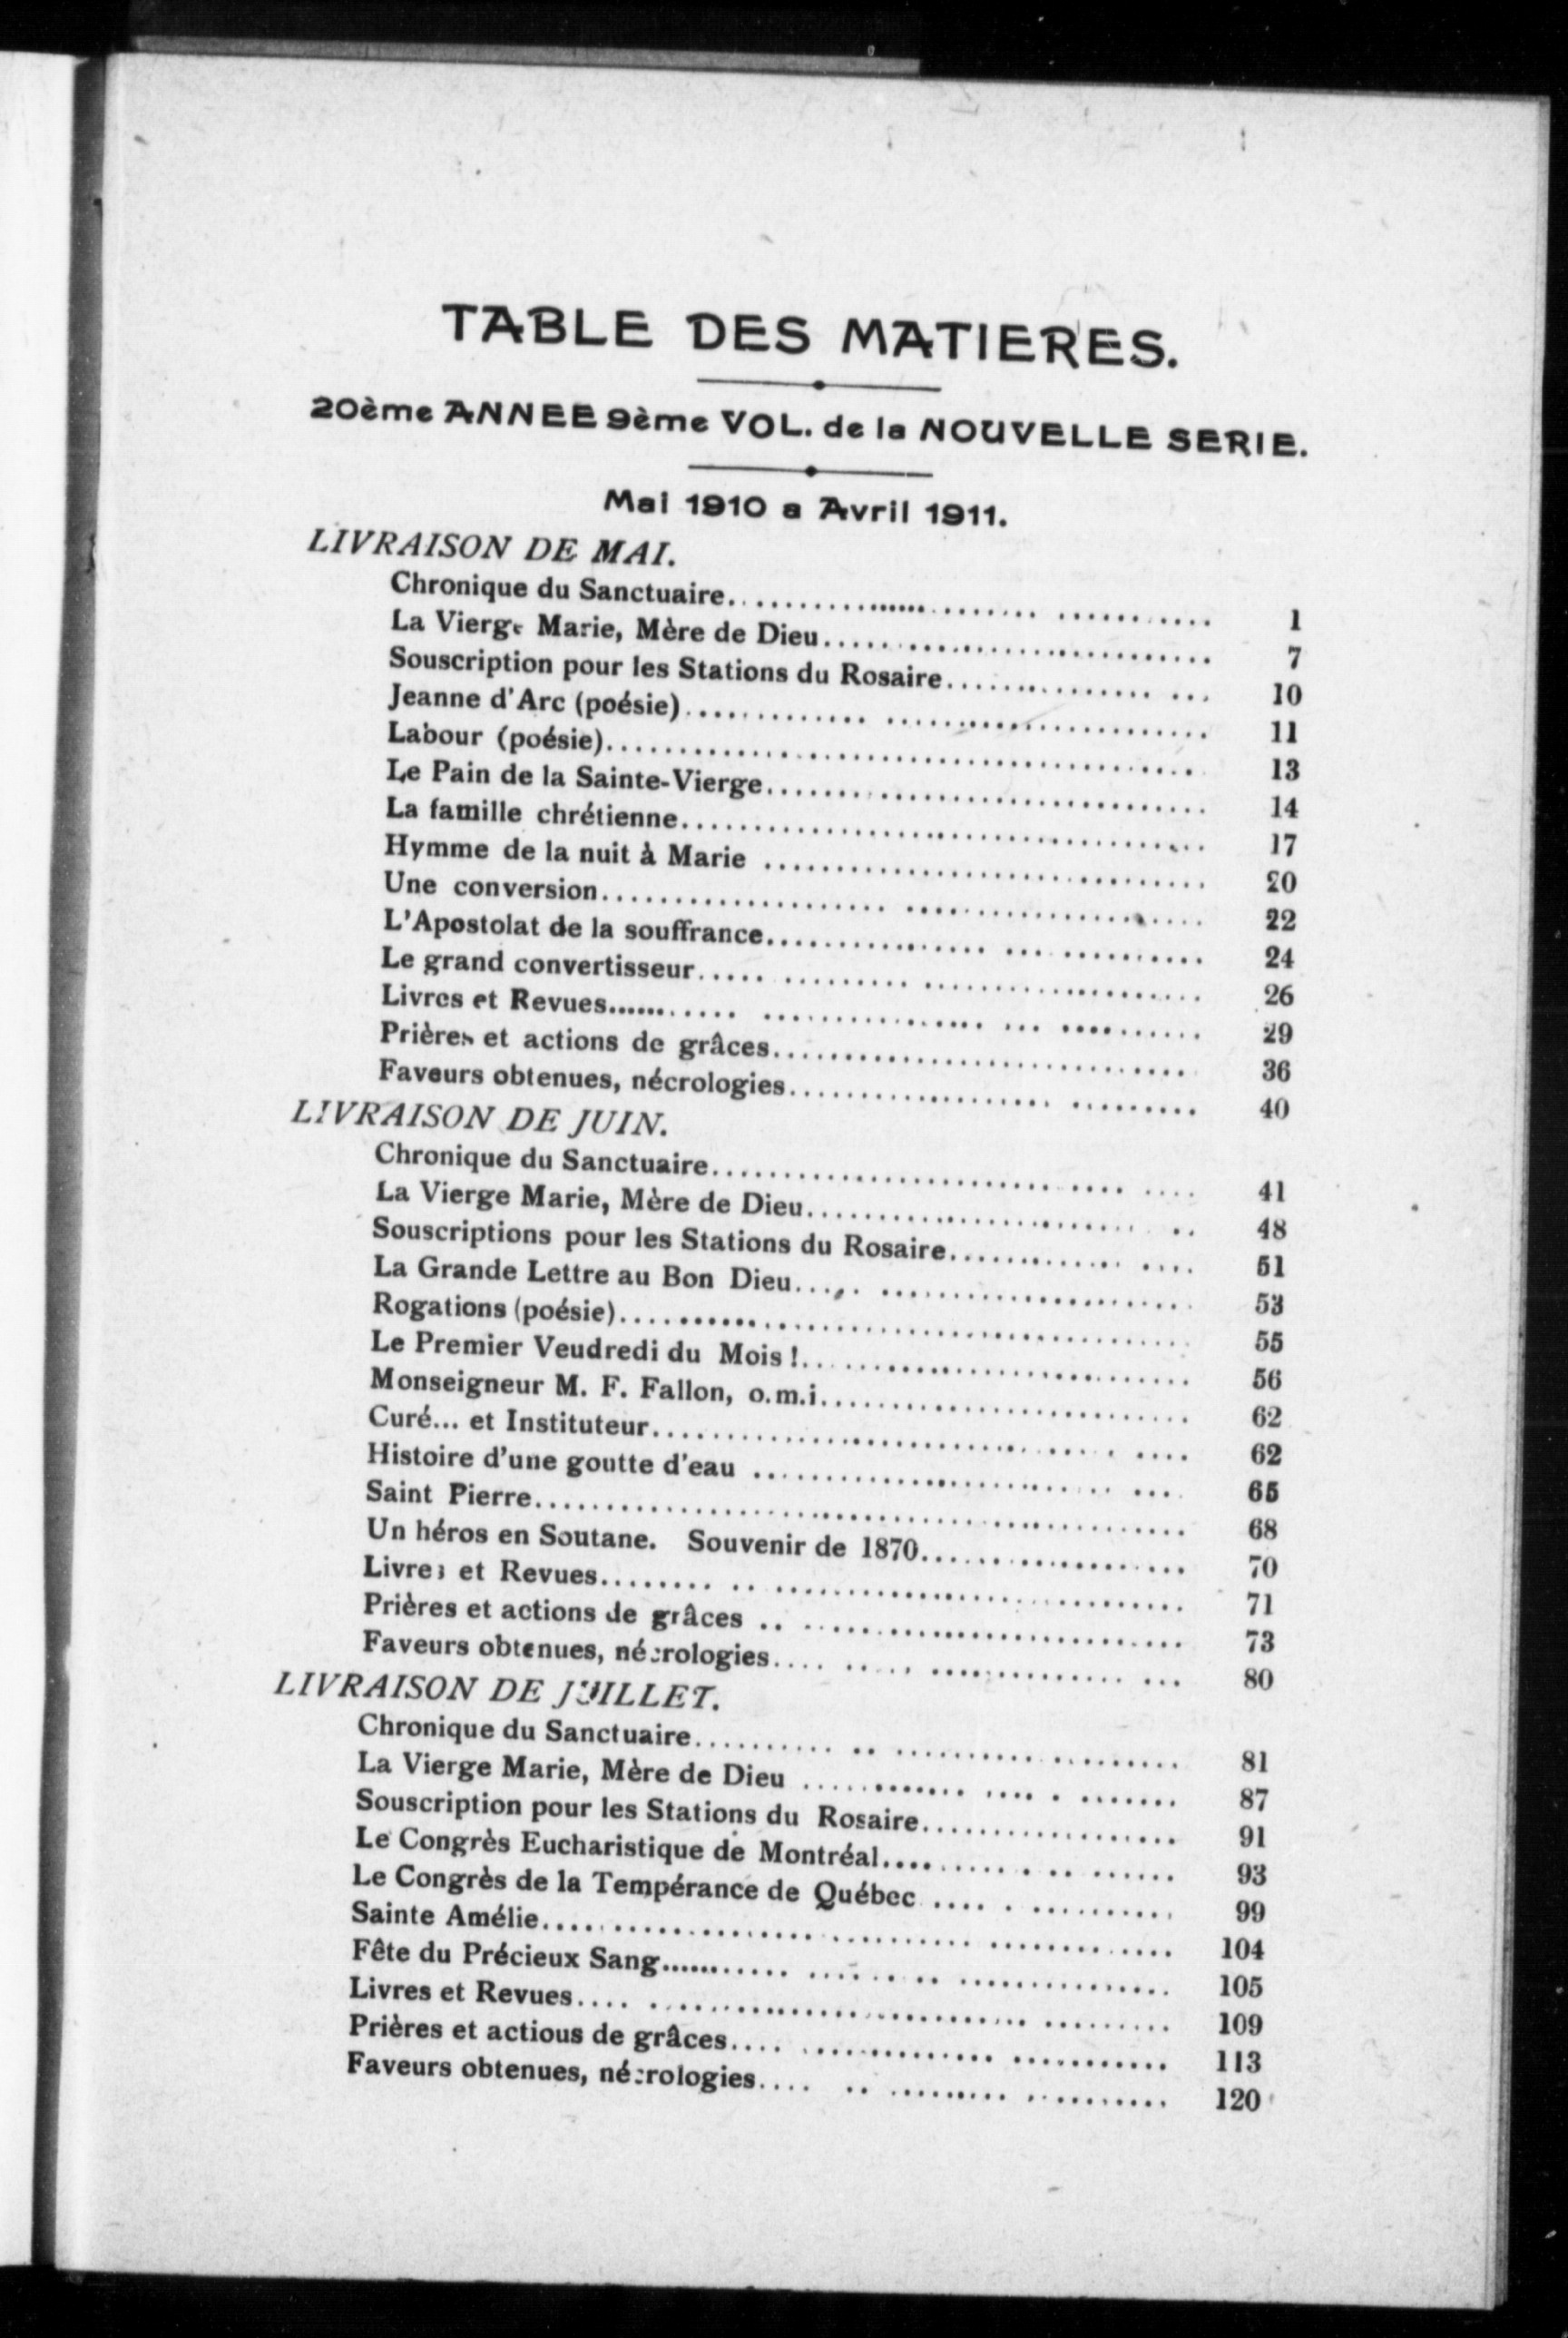 TABLE DES MATIERES.
20ème ANNEE 9ème VOL. de la NOUVELLE SERIE.
Mai 1910 a Avril 1911.
LIVRAISON DE MAI.
Chronique du Sanctuaire........ 1
La Vierge Marie, Mère de Dieu........ 7
Souscription pour les Stations du Rosaire........ 10
Jeanne d'Arc (poésie)........ 11
Labour (poésie)........ 13
Le Pain de la Sainte-Vierge........ 14
La famille chrétienne........ 17
Hymme de la nuit à Marie ........ 20
Une conversion........ 22
L'Apostolat de la souffrance........ 24
Le grand convertisseur........ 26
Livres et Revues........ 29
Prières et actions de grâces........ 36
Faveurs obtenues, nécrologies........ 40
LIVRAISON DE JUIN.
Chronique du Sanctuaire........ 41
La Vierge Marie, Mère de Dieu........ 48
Souscriptions pour les Stations du Rosaire........ 51
La Grande Lettre au Bon Dieu........ 53
Rogations (poésie)........ 55
Le Premier Veudredi du Mois !........ 56
Monseigneur M. F. Fallon, o.m.i........ 62
Curé... et Instituteur........ 62
Histoire d'une goutte d'eau ........ 65
Saint Pierre........ 68
Un héros en Soutane. Souvenir de 1870........ 70
Livres et Revues........ 71
Prières et actions de grâces ........ 73
Faveurs obtenues, nécrologies........ 80
LIVRAISON DE JUILLET.
Chronique du Sanctuaire........ 81
La Vierge Marie, Mère de Dieu ........ 87
Souscription pour les Stations du Rosaire........ 91
Le Congrès Eucharistique de Montréal........ 93
Le Congrès de la Tempérance de Québec ........ 99
Sainte Amélie........ 104
Fête du Précieux Sang........ 105
Livres et Revues........ 109
Prières et actious de grâces........ 113
Faveurs obtenues, nécrologies........ 120